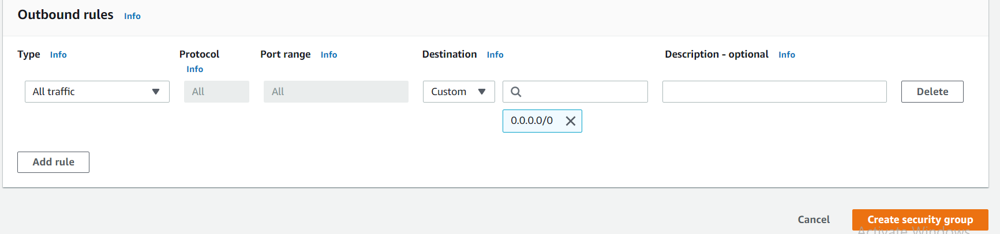 Outbound rules Info
Type Info Protocol Info Port range Info Destination Info Description - optional Info
All traffic All All Custom Delete
0.0.0.0/0
Add rule
Cancel Create security group
Activate Windows